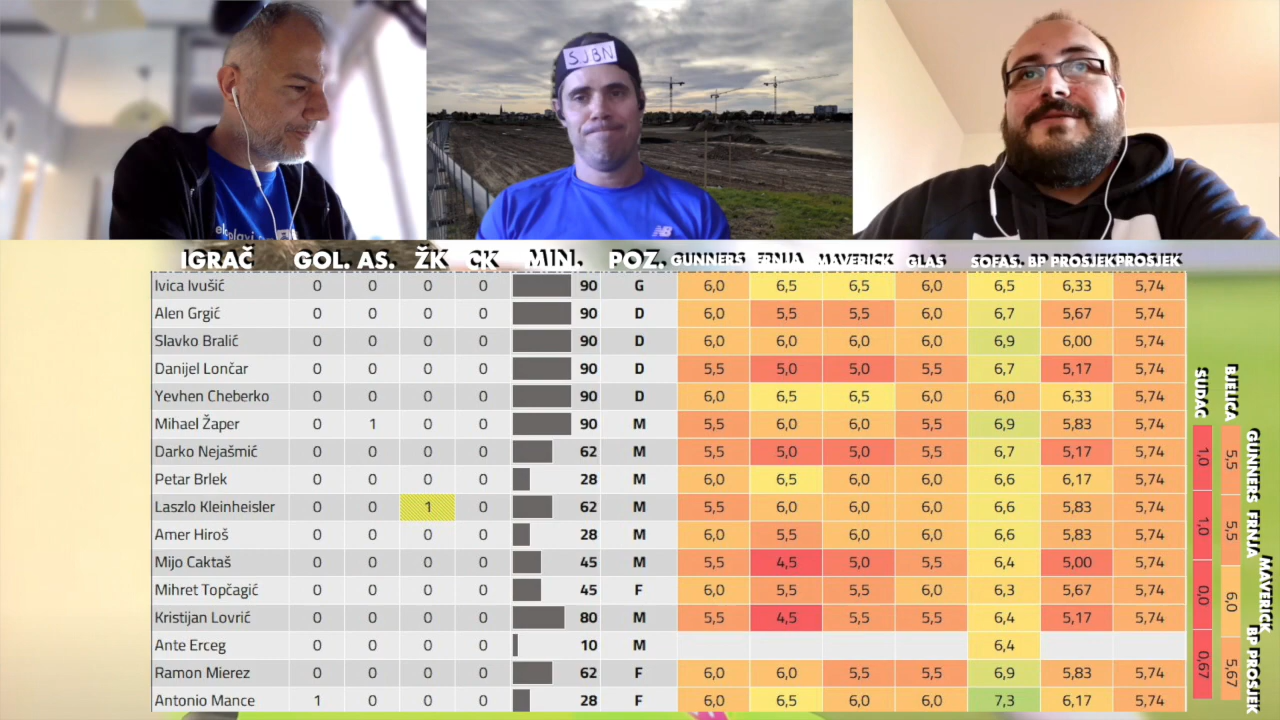 SJBN
ekoplavi
NB
IGRAČ GOL. AS. ŽK CK MIN. POZ. GUNNERS FRNJA MAVERICK GLAS SOFAS. BP PROSJEK PROSJEK
Ivica Ivušić 0 0 0 0 90 G 6,0 6,5 6,5 6,0 6,5 6,33 5,74
Alen Grgić 0 0 0 0 90 D 6,0 5,5 5,5 6,0 6,7 5,67 5,74
Slavko Bralić 0 0 0 0 90 D 6,0 6,0 6,0 6,0 6,9 6,00 5,74
Danijel Lončar 0 0 0 0 90 D 5,5 5,0 5,0 5,5 6,7 5,17 5,74
Yevhen Cheberko 0 0 0 0 90 D 6,0 6,5 6,5 6,0 6,0 6,33 5,74
Mihael Žaper 0 1 0 0 90 M 5,5 6,0 6,0 5,5 6,9 5,83 5,74
Darko Nejašmić 0 0 0 0 62 M 5,5 5,0 5,0 5,5 6,7 5,17 5,74
Petar Brlek 0 0 0 0 28 M 6,0 6,5 6,0 6,0 6,6 6,17 5,74
Laszlo Kleinheisler 0 0 1 0 62 M 5,5 6,0 6,0 6,0 6,6 5,83 5,74
Amer Hiroš 0 0 0 0 28 M 6,0 5,5 6,0 6,0 6,6 5,83 5,74
Mijo Caktaš 0 0 0 0 45 M 5,5 4,5 5,0 5,5 6,4 5,00 5,74
Mihret Topčagić 0 0 0 0 45 F 6,0 5,5 5,5 6,0 6,3 5,67 5,74
Kristijan Lovrić 0 0 0 0 80 M 5,5 4,5 5,5 5,5 6,4 5,17 5,74
Ante Erceg 0 0 0 0 10 M 6,4
Ramon Mierez 0 0 0 0 62 F 6,0 6,0 5,5 5,5 6,9 5,83 5,74
Antonio Mance 1 0 0 0 28 F 6,0 6,5 6,0 6,0 7,3 6,17 5,74
SUDAC 1,0 1,0 0,0 0,67
BJELICA 5,5 5,5 6,0 5,67
GUNNERS FRNJA MAVERICK BP PROSJEK